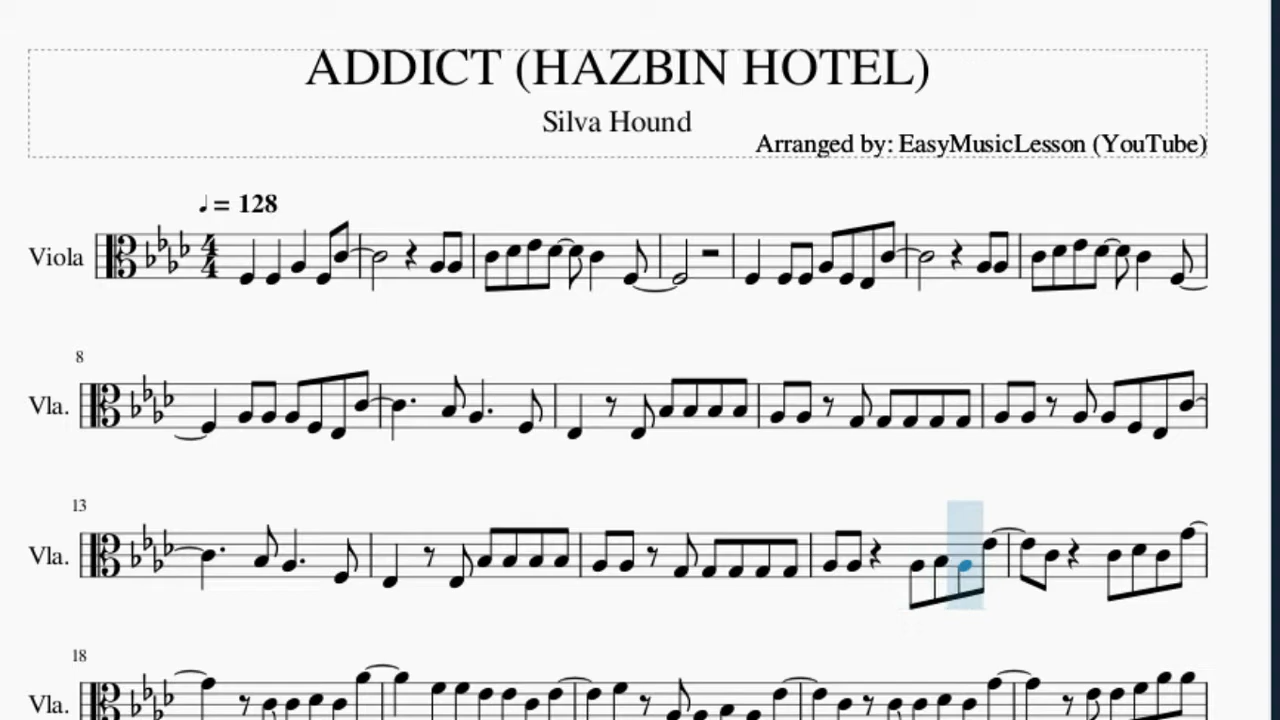 ADDICT (HAZBIN HOTEL)
Silva Hound
Arranged by: EasyMusicLesson (YouTube)
♩ = 128
Viola
4
4
8
Vla.
13
Vla.
18
Vla.